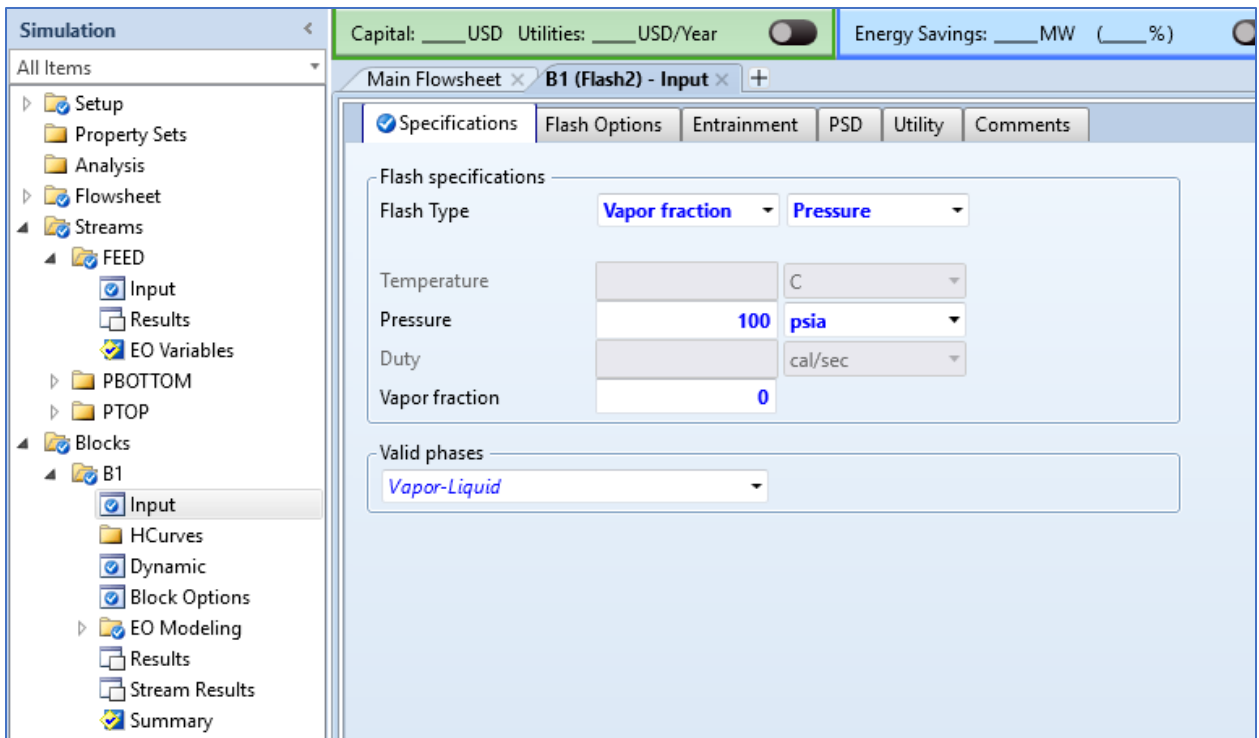 Simulation
Capital: ____USD Utilities: ____USD/Year
Energy Savings: ____MW (____%)
All Items
Main Flowsheet
B1 (Flash2) - Input
Setup
Property Sets
Analysis
Flowsheet
Streams
FEED
Input
Results
EO Variables
PBOTTOM
PTOP
Blocks
B1
Input
HCurves
Dynamic
Block Options
EO Modeling
Results
Stream Results
Summary
Specifications
Flash Options
Entrainment
PSD
Utility
Comments
Flash specifications
Flash Type Vapor fraction Pressure
Temperature C
Pressure 100 psia
Duty cal/sec
Vapor fraction 0
Valid phases
Vapor-Liquid